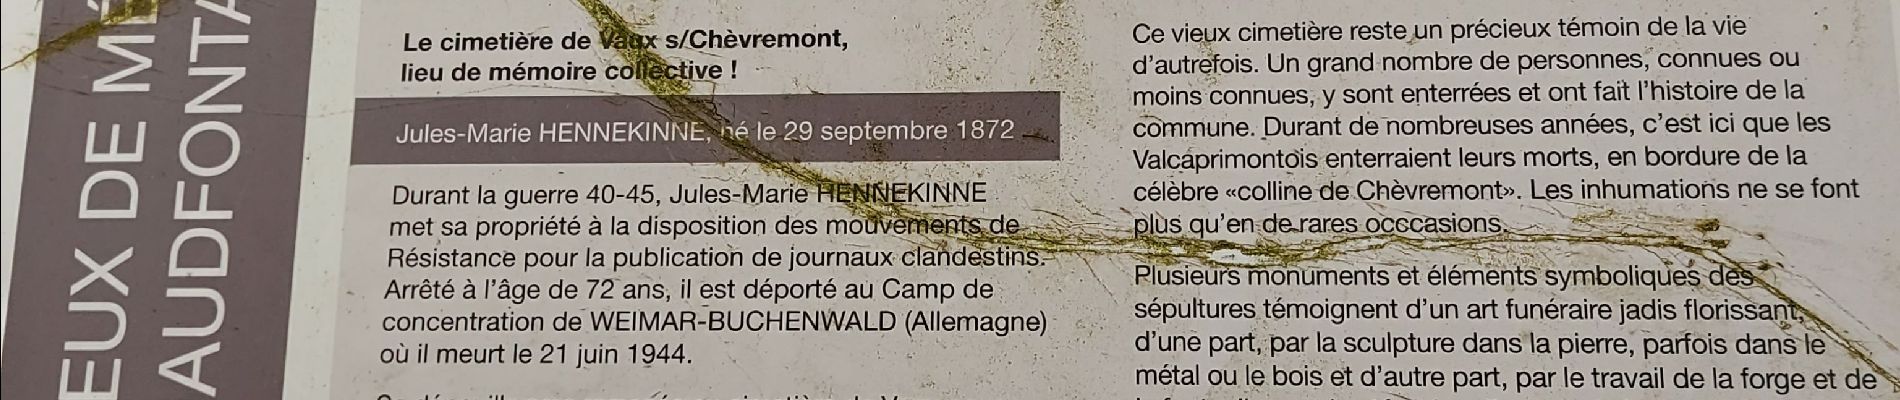 EUX DE MÉ
AUDFONTA
Le cimetière de Vaux s/Chèvremont,
lieu de mémoire collective !
Jules-Marie HENNEKINNE, né le 29 septembre 1872
Durant la guerre 40-45, Jules-Marie HENNEKINNE
met sa propriété à la disposition des mouvements de
Résistance pour la publication de journaux clandestins.
Arrêté à l'âge de 72 ans, il est déporté au Camp de
concentration de WEIMAR-BUCHENWALD (Allemagne)
où il meurt le 21 juin 1944.
Ce vieux cimetière reste un précieux témoin de la vie
d'autrefois. Un grand nombre de personnes, connues ou
moins connues, y sont enterrées et ont fait l'histoire de la
commune. Durant de nombreuses années, c'est ici que les
Valcaprimontois enterraient leurs morts, en bordure de la
célèbre «colline de Chèvremont». Les inhumations ne se font
plus qu'en de rares occcasions.
Plusieurs monuments et éléments symboliques des
sépultures témoignent d'un art funéraire jadis florissant,
d'une part, par la sculpture dans la pierre, parfois dans le
métal ou le bois et d'autre part, par le travail de la forge et de